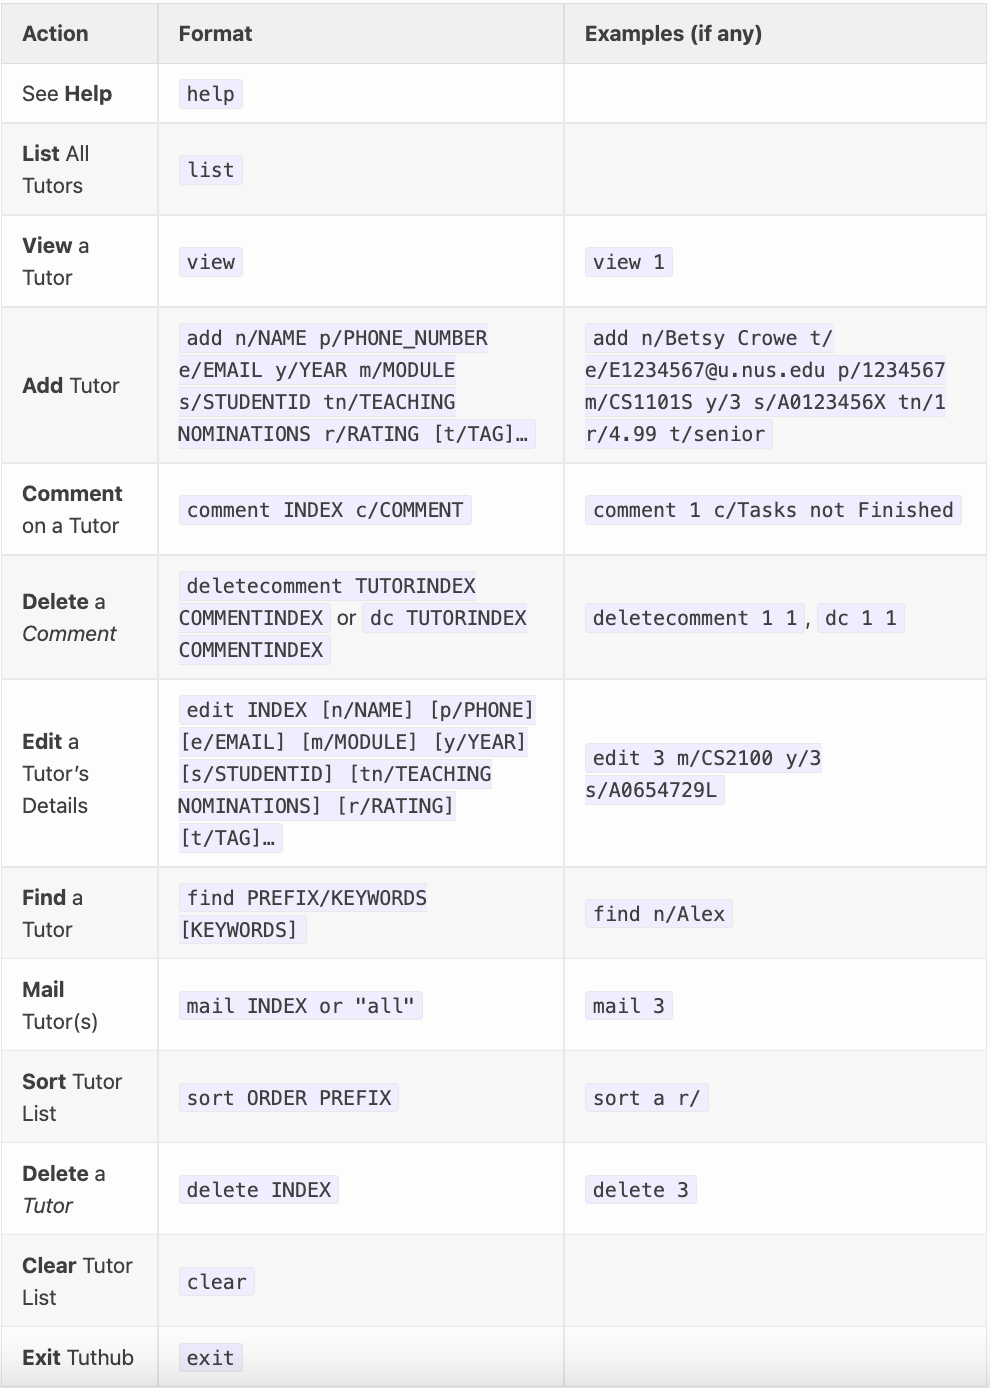 Action Format Examples (if any)
See Help help
List All
Tutors
list
View a
Tutor
view
view 1
Add Tutor
add n/NAME p/PHONE_NUMBER
e/EMAIL y/YEAR m/MODULE
s/STUDENTID tn/TEACHING
NOMINATIONS r/RATING [t/TAG]…
add n/Betsy Crowe t/
e/E1234567@u.nus.edu p/1234567
m/CS1101S y/3 s/A0123456X tn/1
r/4.99 t/senior
Comment
on a Tutor
comment INDEX c/COMMENT
comment 1 c/Tasks not Finished
Delete a
Comment
deletecomment TUTORINDEX
COMMENTINDEX or dc TUTORINDEX
COMMENTINDEX
deletecomment 1 1, dc 1 1
Edit a
Tutor’s
Details
edit INDEX [n/NAME] [p/PHONE]
[e/EMAIL] [m/MODULE] [y/YEAR]
[s/STUDENTID] [tn/TEACHING
NOMINATIONS] [r/RATING]
[t/TAG]…
edit 3 m/CS2100 y/3
s/A0654729L
Find a
Tutor
find PREFIX/KEYWORDS
[KEYWORDS]
find n/Alex
Mail
Tutor(s)
mail INDEX or "all"
mail 3
Sort Tutor
List
sort ORDER PREFIX
sort a r/
Delete a
Tutor
delete INDEX
delete 3
Clear Tutor
List
clear
Exit Tuthub exit